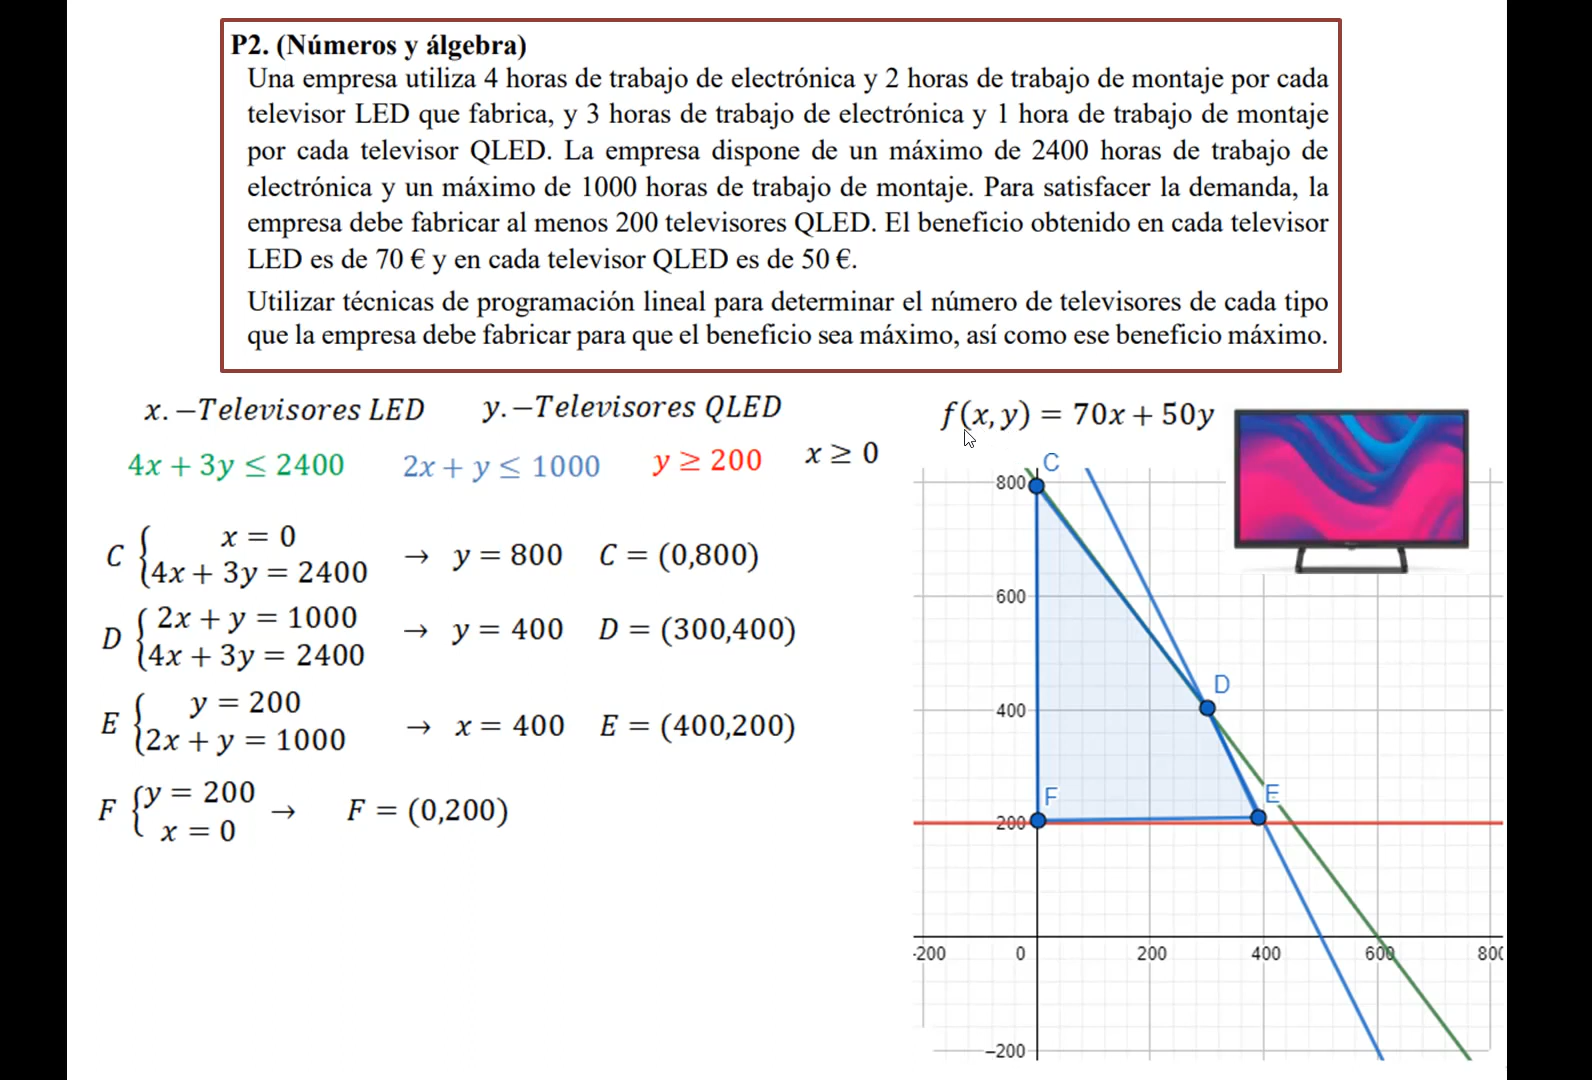 P2. (Números y álgebra)
Una empresa utiliza 4 horas de trabajo de electrónica y 2 horas de trabajo de montaje por cada
televisor LED que fabrica, y 3 horas de trabajo de electrónica y 1 hora de trabajo de montaje
por cada televisor QLED. La empresa dispone de un máximo de 2400 horas de trabajo de
electrónica y un máximo de 1000 horas de trabajo de montaje. Para satisfacer la demanda, la
empresa debe fabricar al menos 200 televisores QLED. El beneficio obtenido en cada televisor
LED es de 70 € y en cada televisor QLED es de 50 €.
Utilizar técnicas de programación lineal para determinar el número de televisores de cada tipo
que la empresa debe fabricar para que el beneficio sea máximo, así como ese beneficio máximo.
x.−Televisores LED y.−Televisores QLED
f(x, y) = 70x + 50y
4x + 3y ≤ 2400 2x + y ≤ 1000 y ≥ 200 x ≥ 0
C { x = 0
4x + 3y = 2400 → y = 800 C = (0,800)
D { 2x + y = 1000
4x + 3y = 2400 → y = 400 D = (300,400)
E { y = 200
2x + y = 1000 → x = 400 E = (400,200)
F { y = 200
x = 0 → F = (0,200)
C
800
600
D
400
F
E
200
-200 0 200 400 600 800
−200